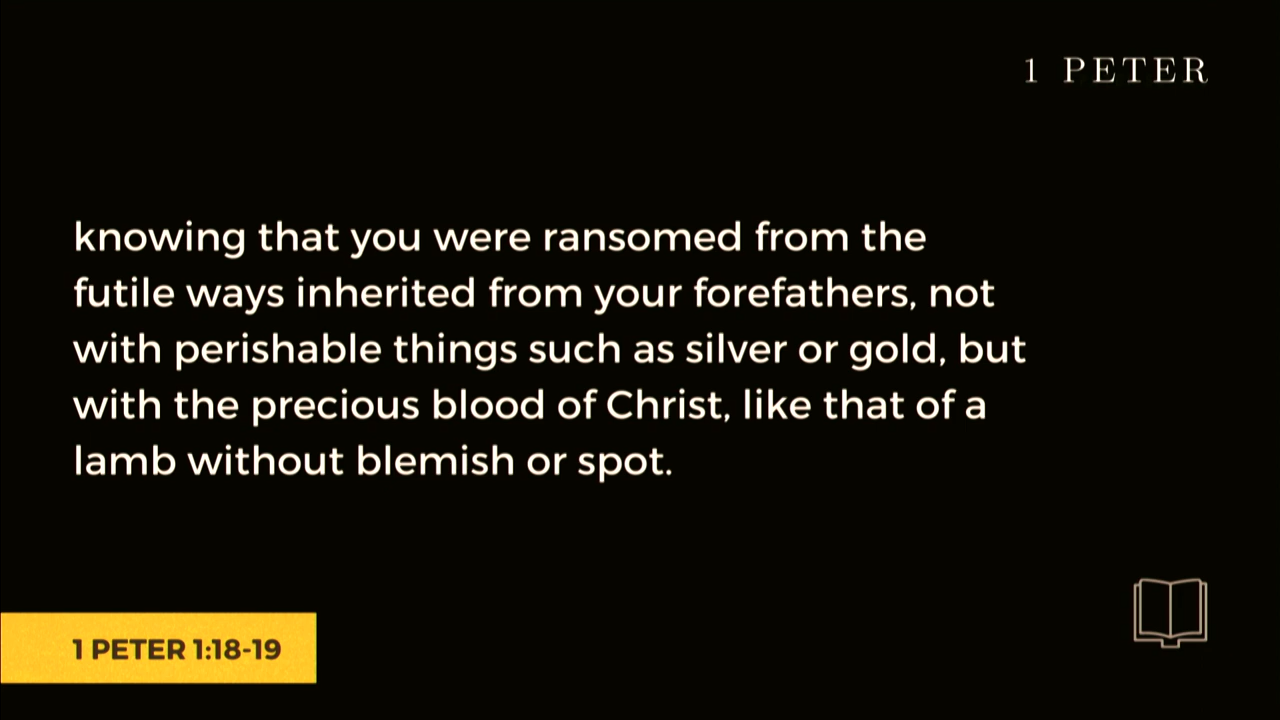 1 PETER
knowing that you were ransomed from the
futile ways inherited from your forefathers, not
with perishable things such as silver or gold, but
with the precious blood of Christ, like that of a
lamb without blemish or spot.
1 PETER 1:18-19